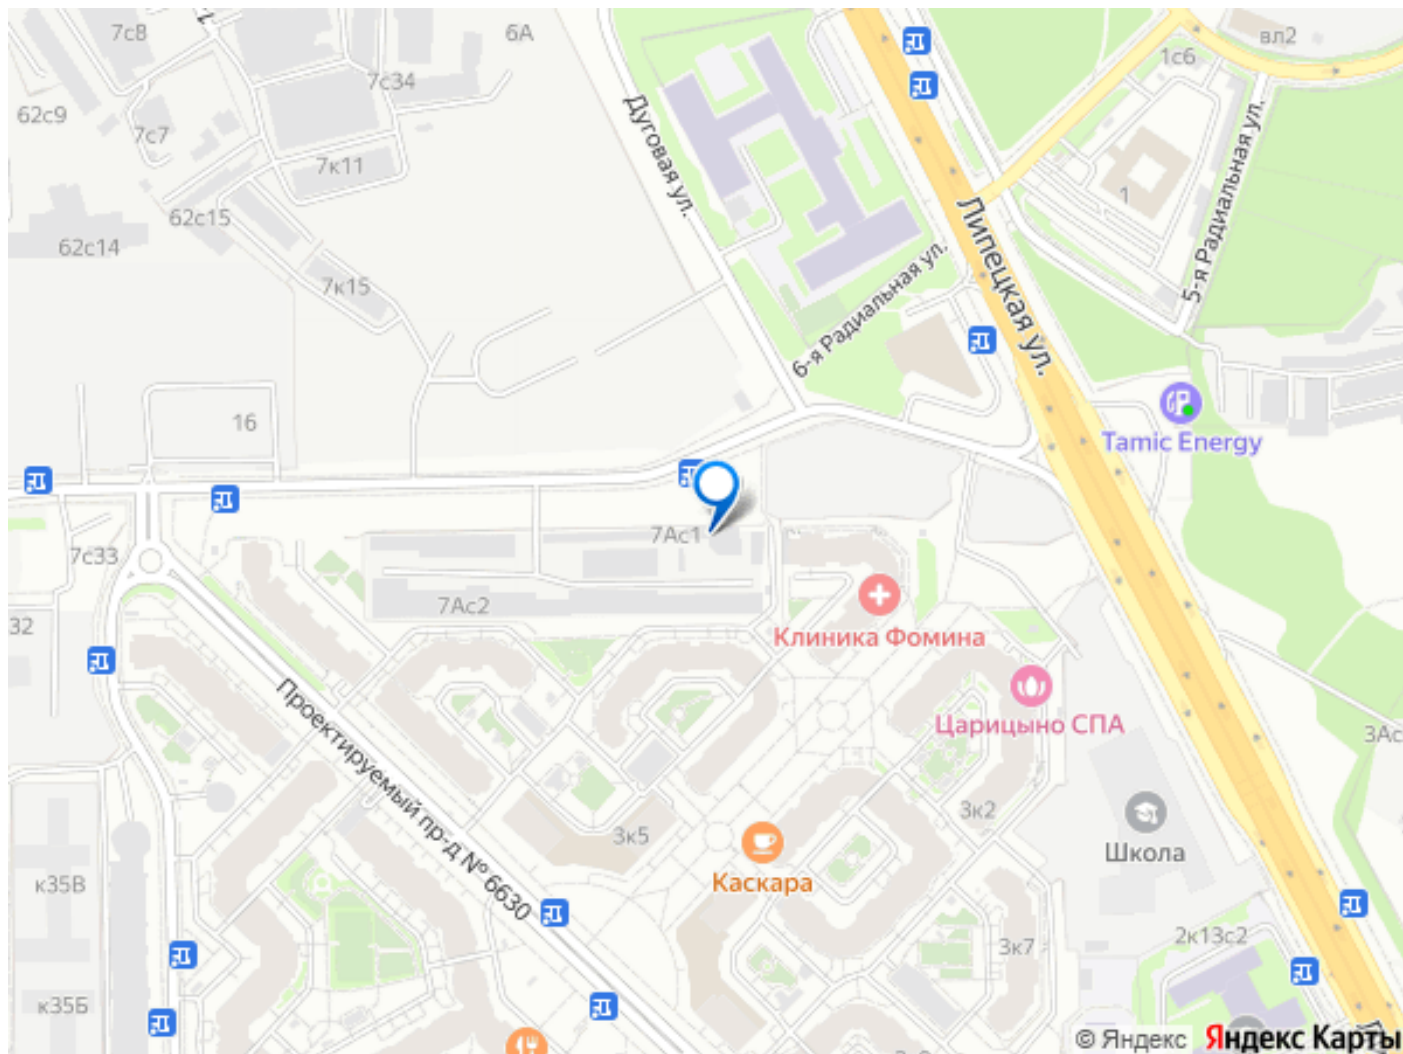 7с8
6А
вл2
1с6
7с34
62с9
7с7
Дуговая ул.
5-я Радиальная ул.
7к11
1
62с15
Липецкая ул.
62с14
6-я Радиальная ул.
7к15
16
Tamic Energy
7Ас1
7с33
7Ас2
32
Клиника Фомина
Царицыно СПА
3Ас
Проектируемый пр-д № 6630
3к2
3к5
Школа
к35В
Каскара
2к13с2
3к7
к35Б
© Яндекс Яндекс Карты